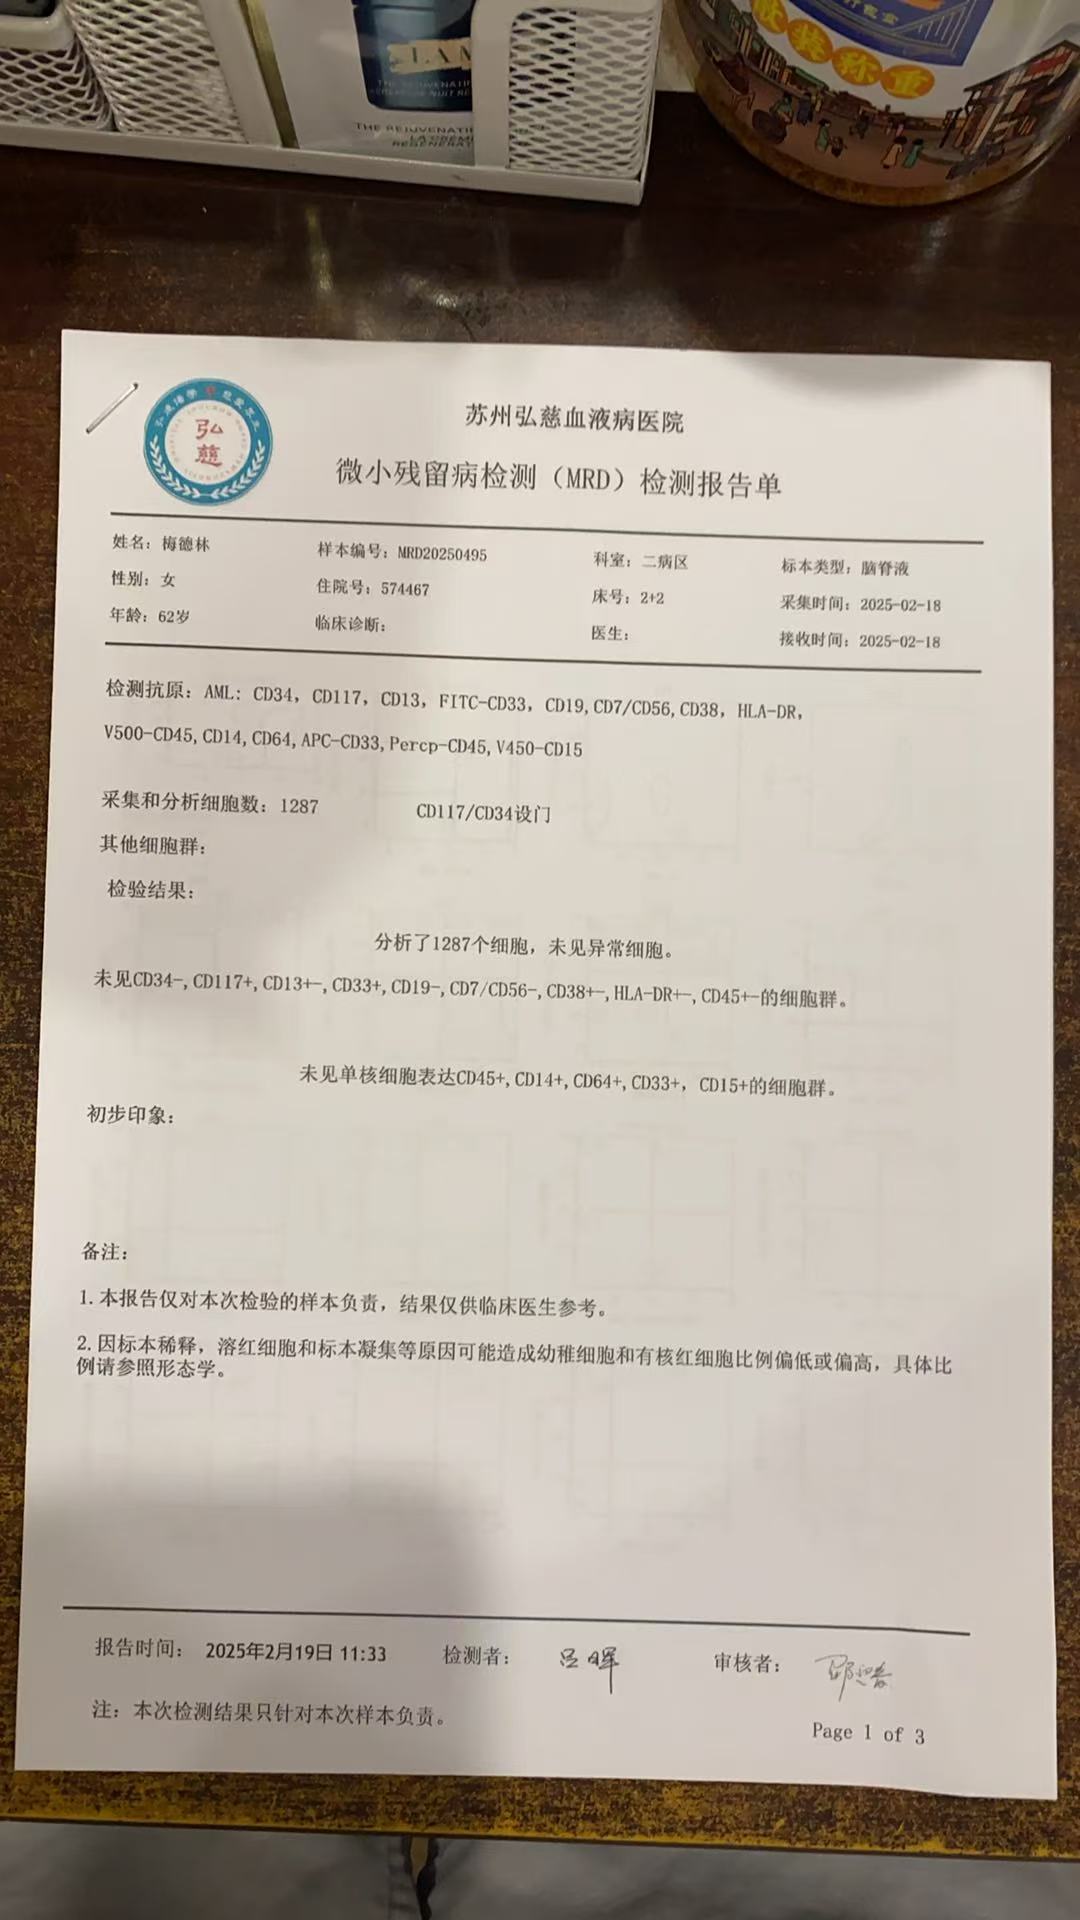 散装称重
LAM
THE REJUVENATI
THE REJUVENATI
LA CRÈM
REGENERAT
弘慈
苏州弘慈血液病医院
微小残留病检测（MRD）检测报告单
姓名：梅德林 样本编号：MRD20250495 科室：二病区 标本类型：脑脊液
性别：女 住院号：574467 床号：2+2 采集时间：2025-02-18
年龄：62岁 临床诊断： 医生： 接收时间：2025-02-18
检测抗原：AML: CD34, CD117, CD13, FITC-CD33, CD19,CD7/CD56,CD38, HLA-DR,
V500-CD45,CD14,CD64,APC-CD33,Percp-CD45,V450-CD15
采集和分析细胞数：1287 CD117/CD34设门
其他细胞群：
检验结果：
分析了1287个细胞，未见异常细胞。
未见CD34-,CD117+,CD13+-,CD33+,CD19-,CD7/CD56-,CD38+-,HLA-DR+-,CD45+-的细胞群。
未见单核细胞表达CD45+,CD14+,CD64+,CD33+, CD15+的细胞群。
初步印象：
备注：
1.本报告仅对本次检验的样本负责，结果仅供临床医生参考。
2.因标本稀释，溶红细胞和标本凝集等原因可能造成幼稚细胞和有核红细胞比例偏低或偏高，具体比
例请参照形态学。
报告时间： 2025年2月19日 11:33 检测者： 吕晖 审核者：
注：本次检测结果只针对本次样本负责。
Page 1 of 3